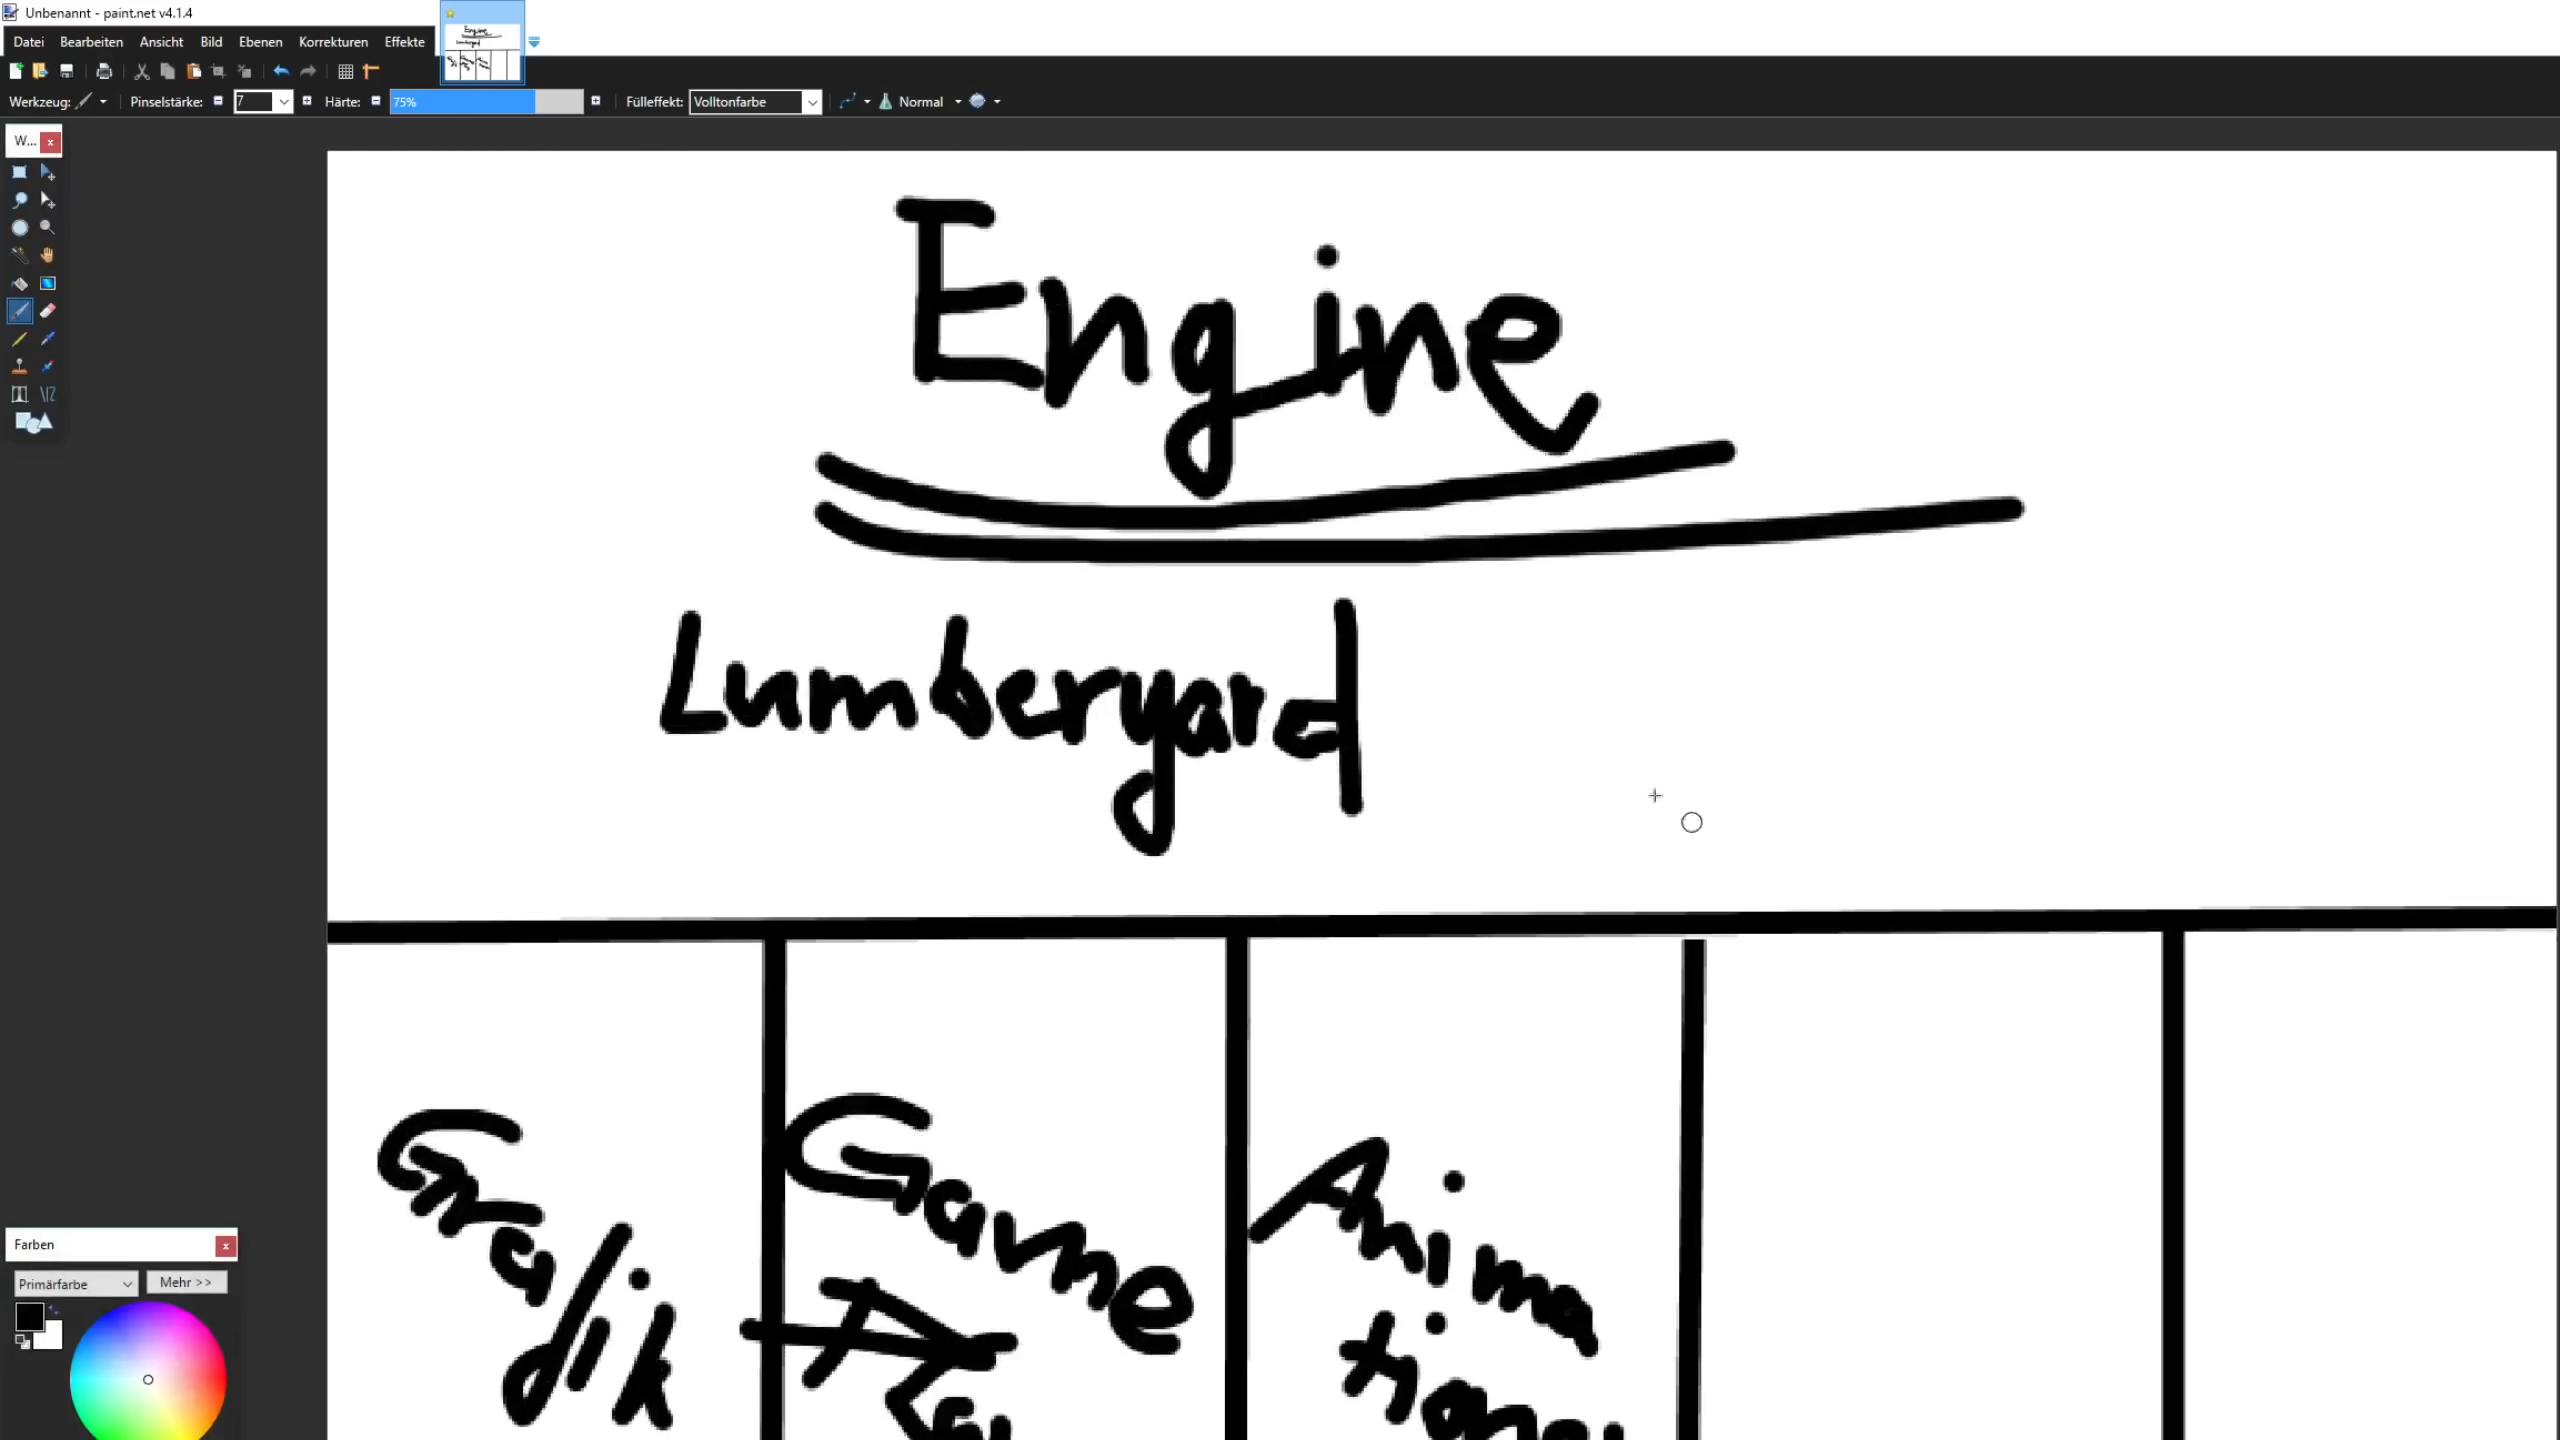 Unbenannt - paint.net v4.1.4
Datei Bearbeiten Ansicht Bild Ebenen Korrekturen Effekte
Werkzeug: Pinselstärke: 7 Härte: 75% Fülleffekt: Volltonfarbe Normal
W...
Engine
Lumberyard
Grafik
Game
Anima
Farben
Primärfarbe Mehr >>